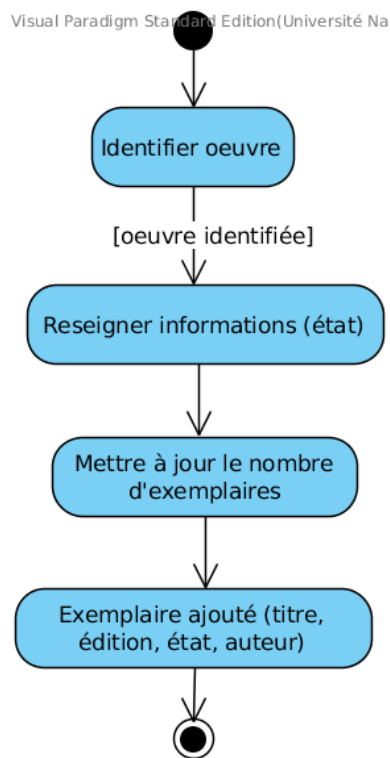 Visual Paradigm Standard Edition(Université Na
Identifier oeuvre
[oeuvre identifiée]
Reseigner informations (état)
Mettre à jour le nombre
d'exemplaires
Exemplaire ajouté (titre,
édition, état, auteur)